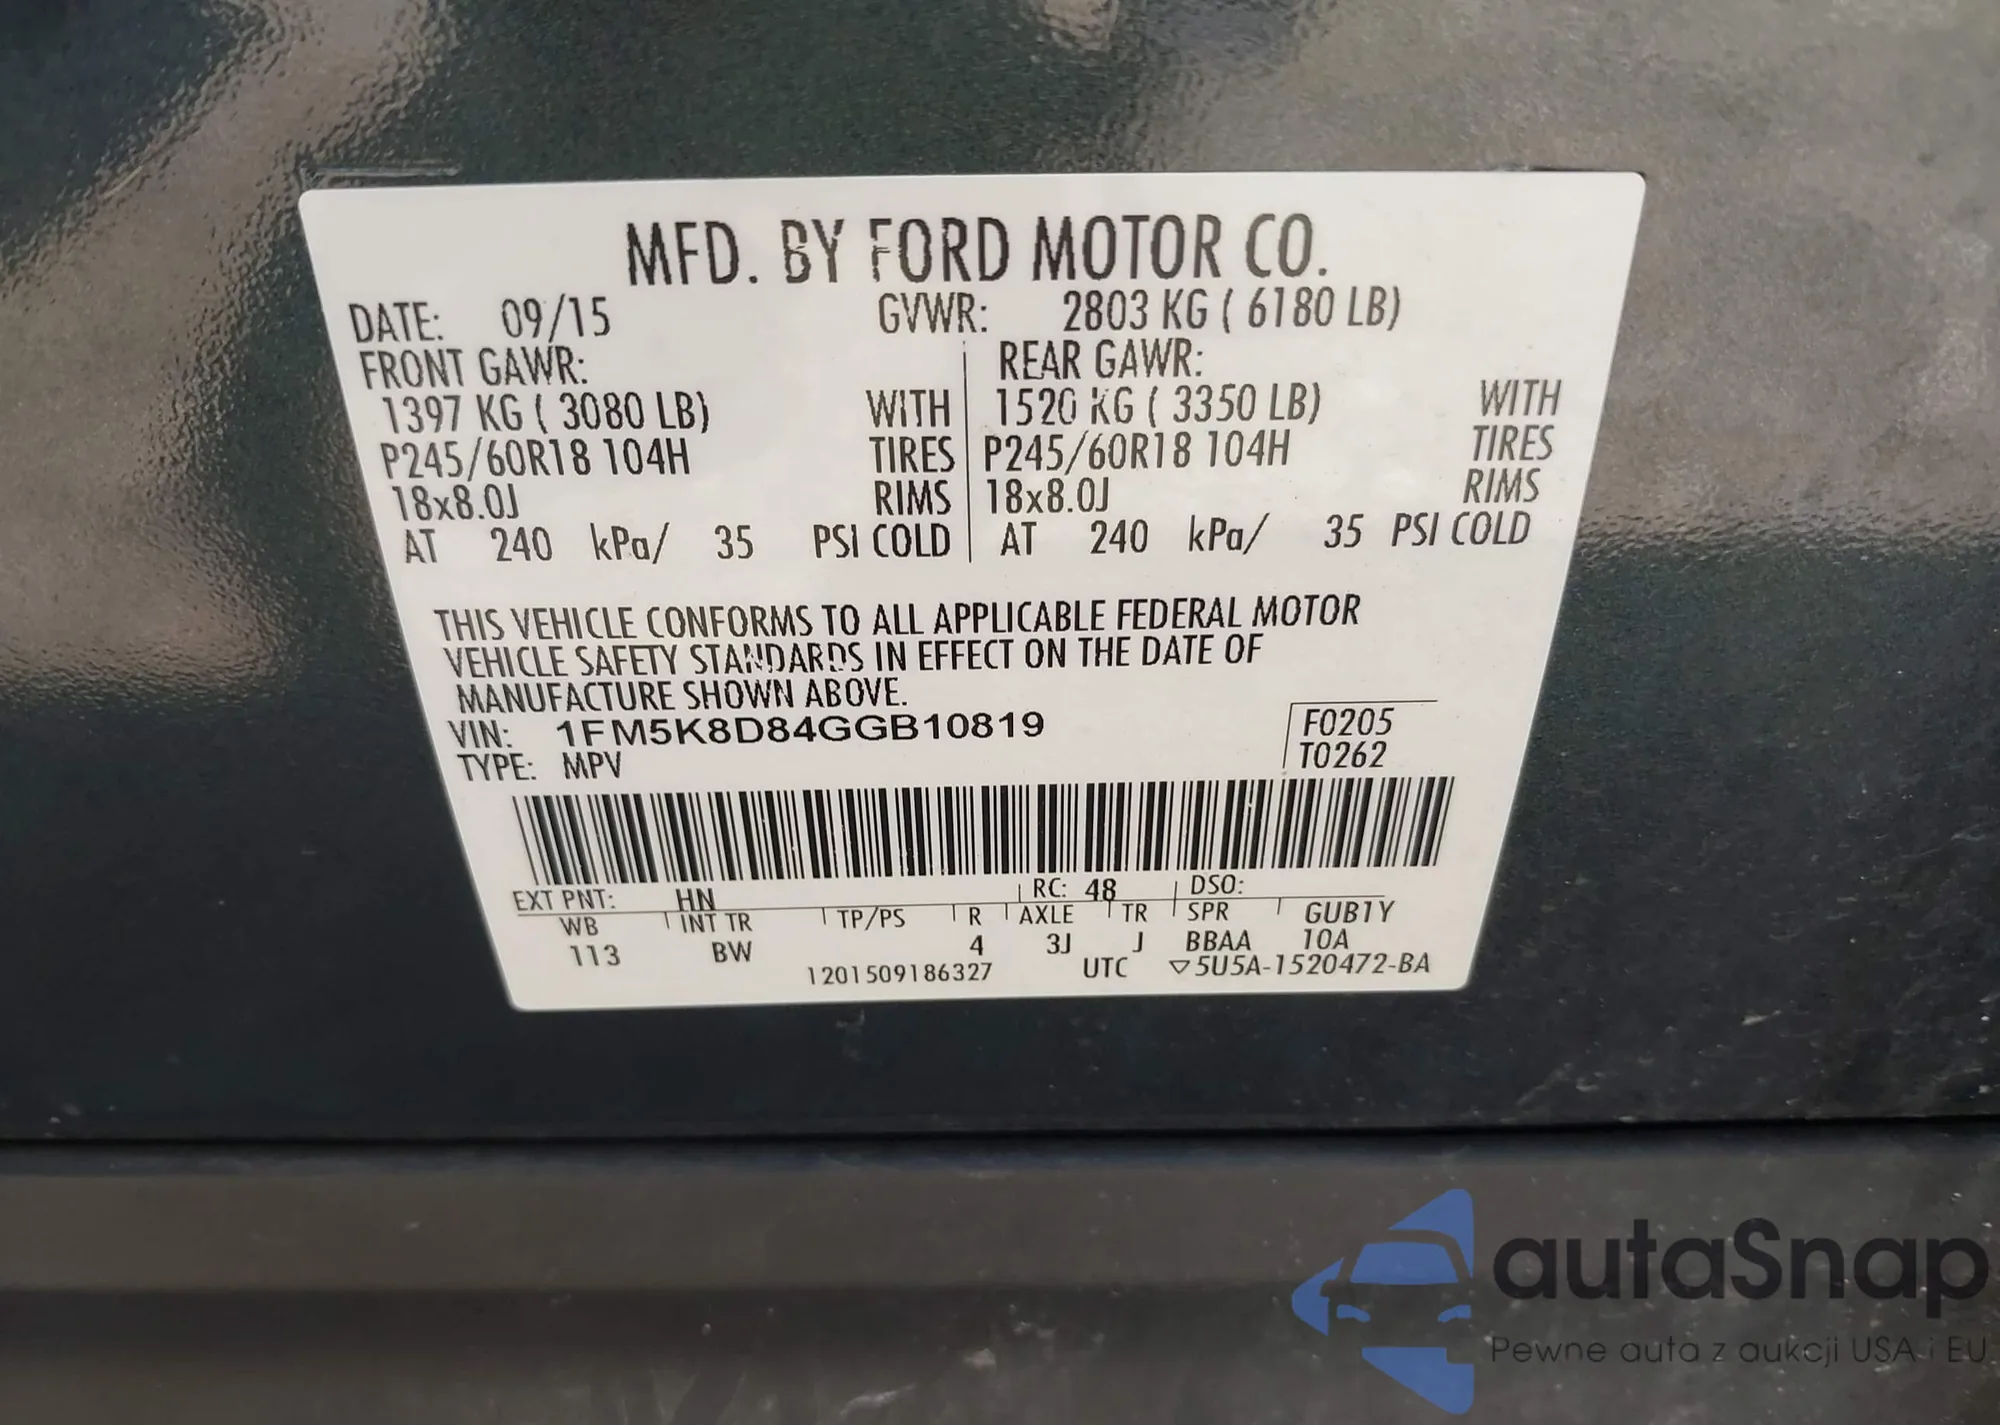 MFD. BY FORD MOTOR CO.
DATE: 09/15 GVWR: 2803 KG ( 6180 LB)
FRONT GAWR: REAR GAWR:
1397 KG ( 3080 LB) WITH 1520 KG ( 3350 LB) WITH
P245/60R18 104H TIRES P245/60R18 104H TIRES
18x8.0J RIMS 18x8.0J RIMS
AT 240 kPa/ 35 PSI COLD AT 240 kPa/ 35 PSI COLD
THIS VEHICLE CONFORMS TO ALL APPLICABLE FEDERAL MOTOR
VEHICLE SAFETY STANDARDS IN EFFECT ON THE DATE OF
MANUFACTURE SHOWN ABOVE.
VIN: 1FM5K8D84GGB10819 F0205
TYPE: MPV T0262
EXT PNT: HN RC: 48 DSO:
WB INT TR TP/PS R AXLE TR SPR GUB1Y
113 BW 4 3J J BBAA 10A
1201509186327 UTC ▽5U5A-1520472-BA
autaSnap
Pewne auta z aukcji USA i EU